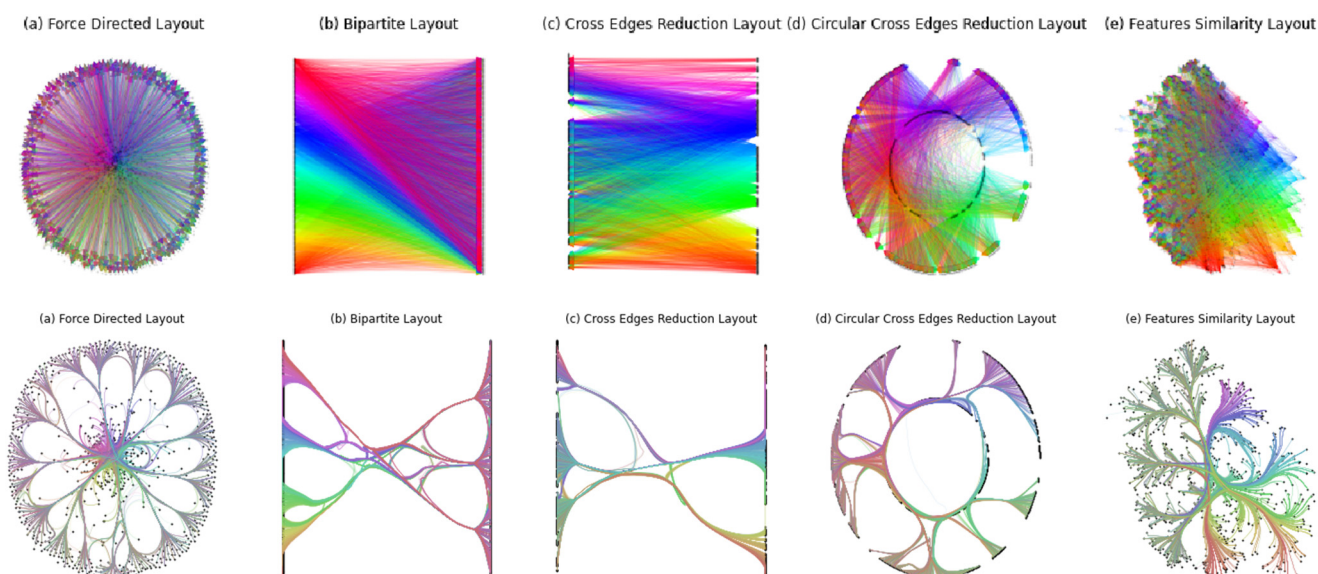 (a) Force Directed Layout
(b) Bipartite Layout
(c) Cross Edges Reduction Layout
(d) Circular Cross Edges Reduction Layout
(e) Features Similarity Layout
(a) Force Directed Layout
(b) Bipartite Layout
(c) Cross Edges Reduction Layout
(d) Circular Cross Edges Reduction Layout
(e) Features Similarity Layout